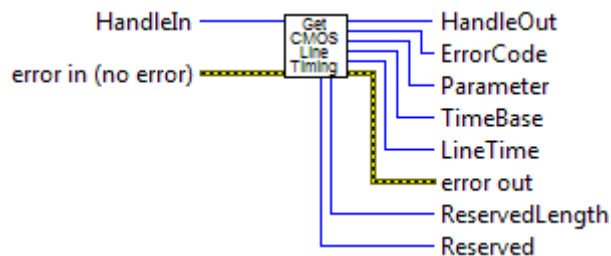 HandleIn
error in (no error)
Get
CMOS
Line
Timing
HandleOut
ErrorCode
Parameter
TimeBase
LineTime
error out
ReservedLength
Reserved